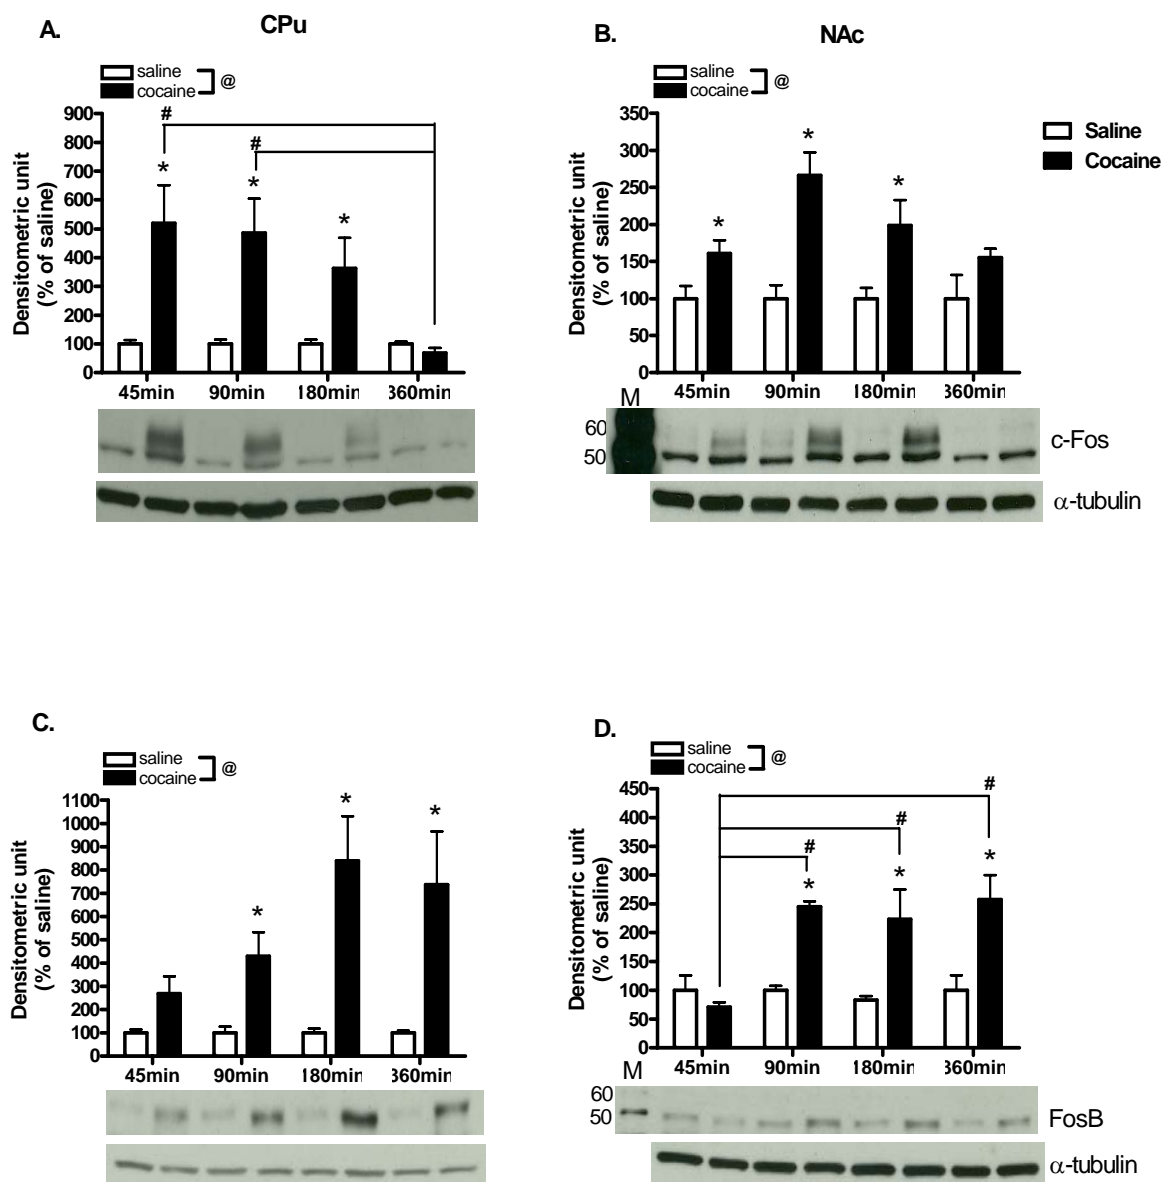 A.
CPu
saline
cocaine
@
900
800
700
600
500
400
300
200
100
0
Densitometric unit
(% of saline)
#
#
*
*
*
45min
90min
180min
360min
B.
NAc
saline
cocaine
@
350
300
250
200
150
100
50
0
Densitometric unit
(% of saline)
*
*
*
45min
90min
180min
360min
Saline
Cocaine
M
60
50
c-Fos
α-tubulin
C.
saline
cocaine
@
1100
1000
900
800
700
600
500
400
300
200
100
0
Densitometric unit
(% of saline)
*
*
*
45min
90min
180min
360min
D.
saline
cocaine
@
450
400
350
300
250
200
150
100
50
0
Densitometric unit
(% of saline)
#
#
#
*
*
*
45min
90min
180min
360min
M
60
50
FosB
α-tubulin